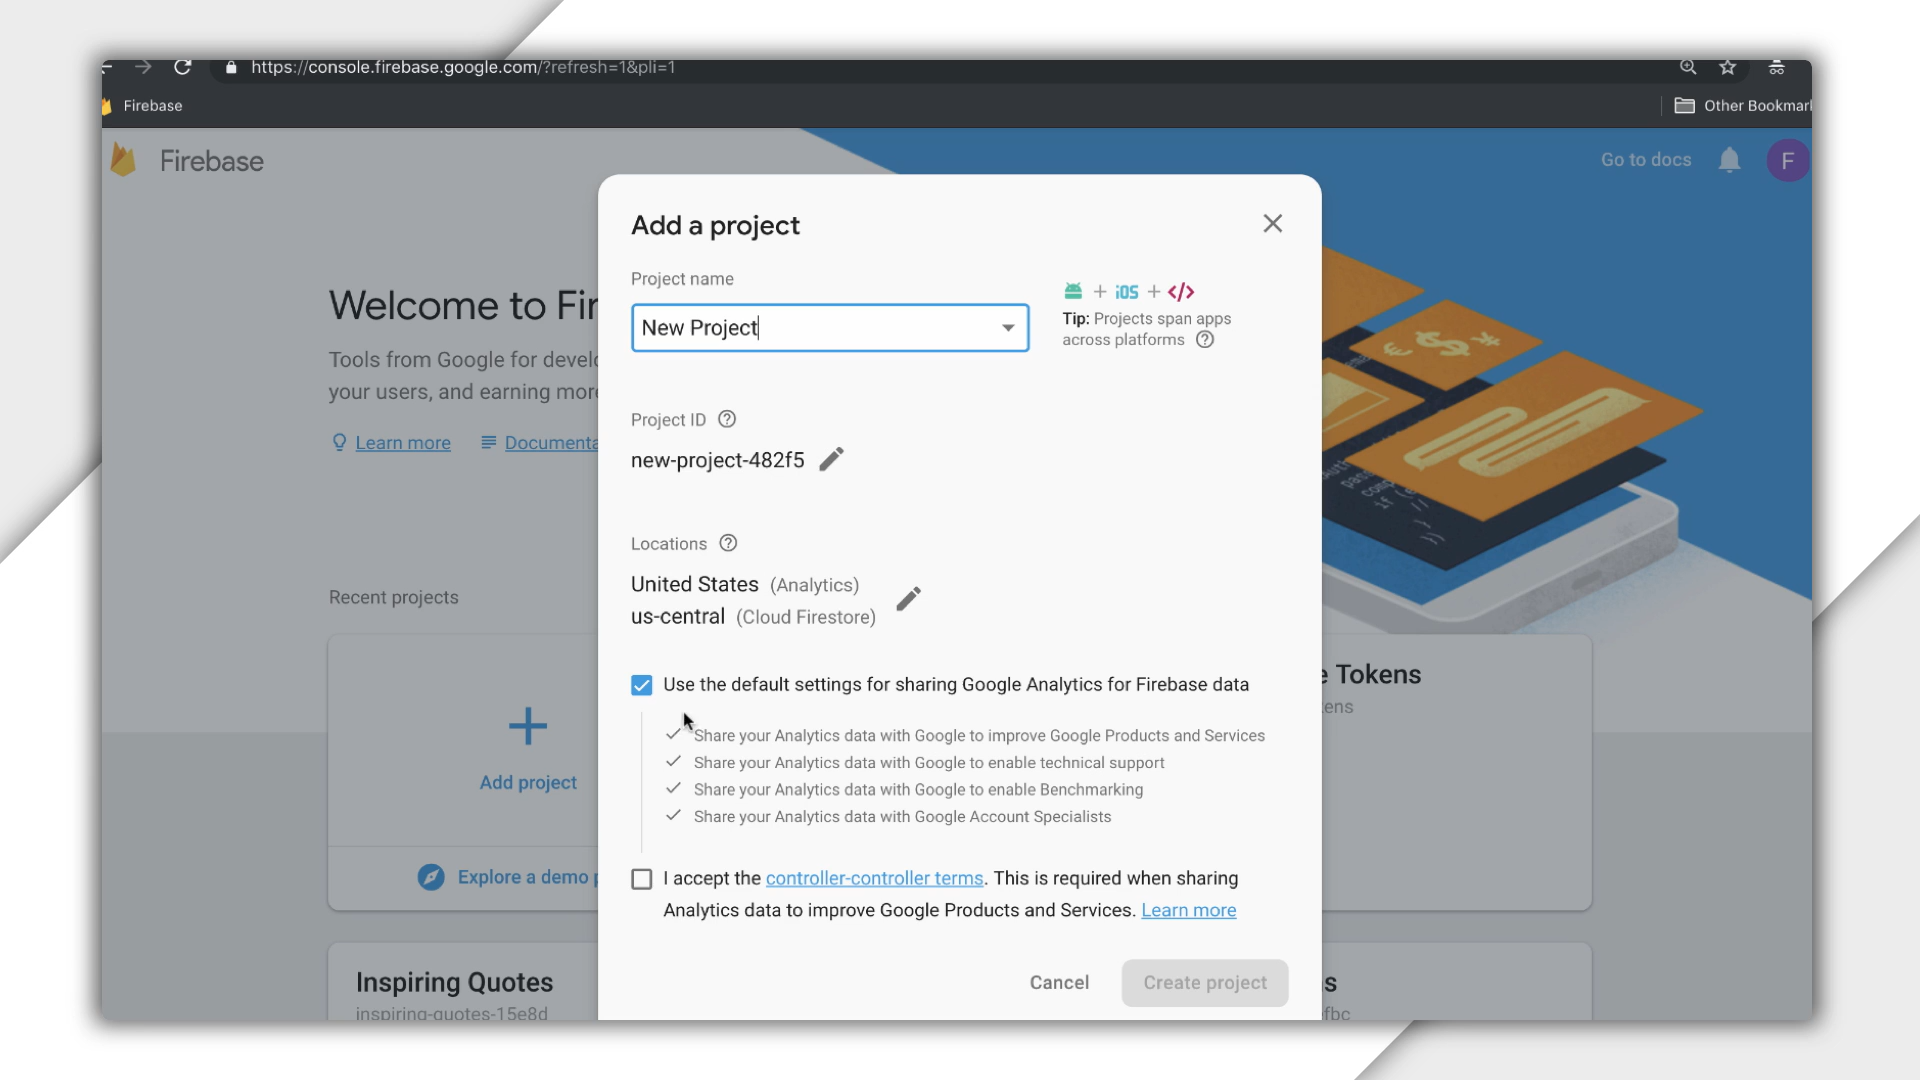 https://console.firebase.google.com/?refresh=1&pli=1
Firebase
Other Bookmar
Firebase
Go to docs
F
Add a project
Project name
New Project
+ iOS + </>
Tip: Projects span apps
across platforms
Welcome to Fir
Tools from Google for develo
your users, and earning more
Learn more
Documenta
Project ID
new-project-482f5
Locations
United States (Analytics)
us-central (Cloud Firestore)
Recent projects
Use the default settings for sharing Google Analytics for Firebase data
Share your Analytics data with Google to improve Google Products and Services
Share your Analytics data with Google to enable technical support
Share your Analytics data with Google to enable Benchmarking
Share your Analytics data with Google Account Specialists
Add project
Explore a demo p
e Tokens
ens
I accept the controller-controller terms. This is required when sharing
Analytics data to improve Google Products and Services. Learn more
Cancel
Create project
Inspiring Quotes
inspiring-quotes-15e8d
s
fbc